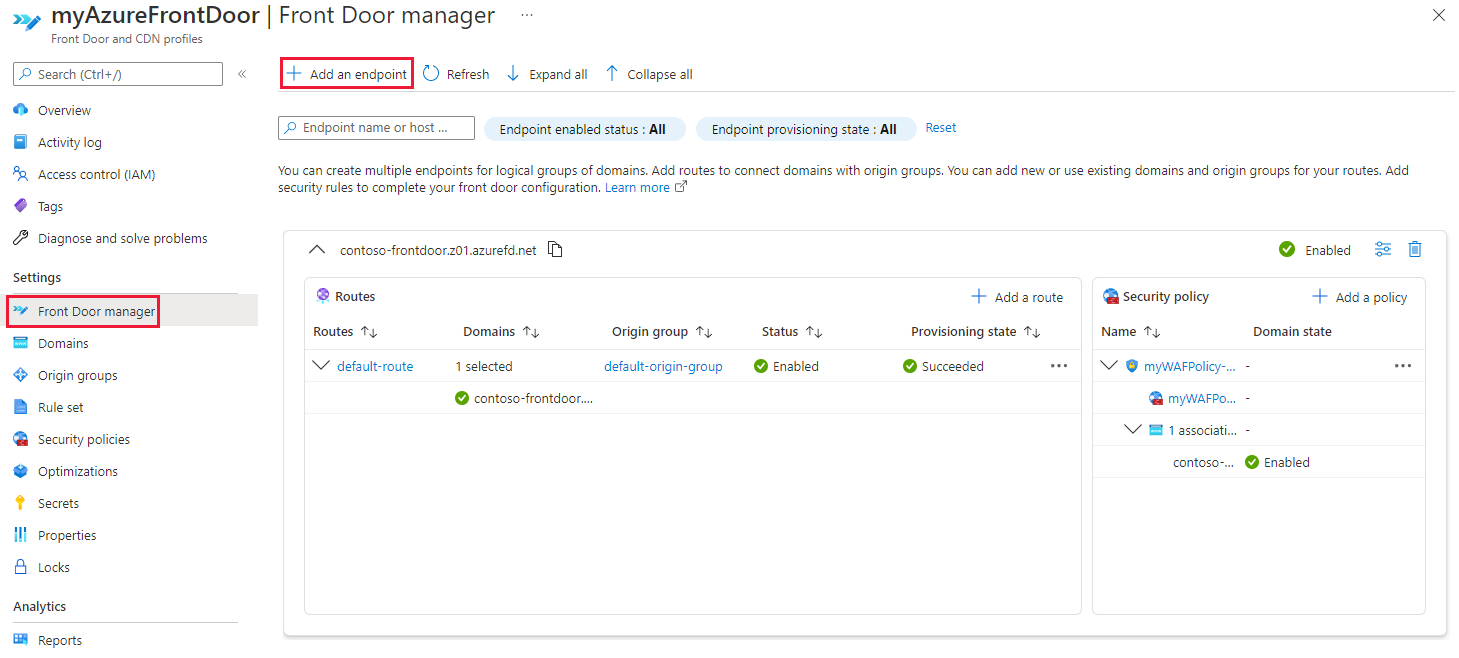 myAzureFrontDoor | Front Door manager ...
Front Door and CDN profiles
Search (Ctrl+/)
«
Overview
Activity log
Access control (IAM)
Tags
Diagnose and solve problems
Settings
Front Door manager
Domains
Origin groups
Rule set
Security policies
Optimizations
Secrets
Properties
Locks
Analytics
Reports
Add an endpoint Refresh Expand all Collapse all
Endpoint name or host ... Endpoint enabled status : All Endpoint provisioning state : All Reset
You can create multiple endpoints for logical groups of domains. Add routes to connect domains with origin groups. You can add new or use existing domains and origin groups for your routes. Add
security rules to complete your front door configuration. Learn more
contoso-frontdoor.z01.azurefd.net Enabled
Routes Add a route
Routes Domains Origin group Status Provisioning state
default-route 1 selected default-origin-group Enabled Succeeded ...
contoso-frontdoor....
Security policy Add a policy
Name Domain state
myWAFPolicy-... - ...
myWAFPo... -
1 associati... -
contoso-... Enabled